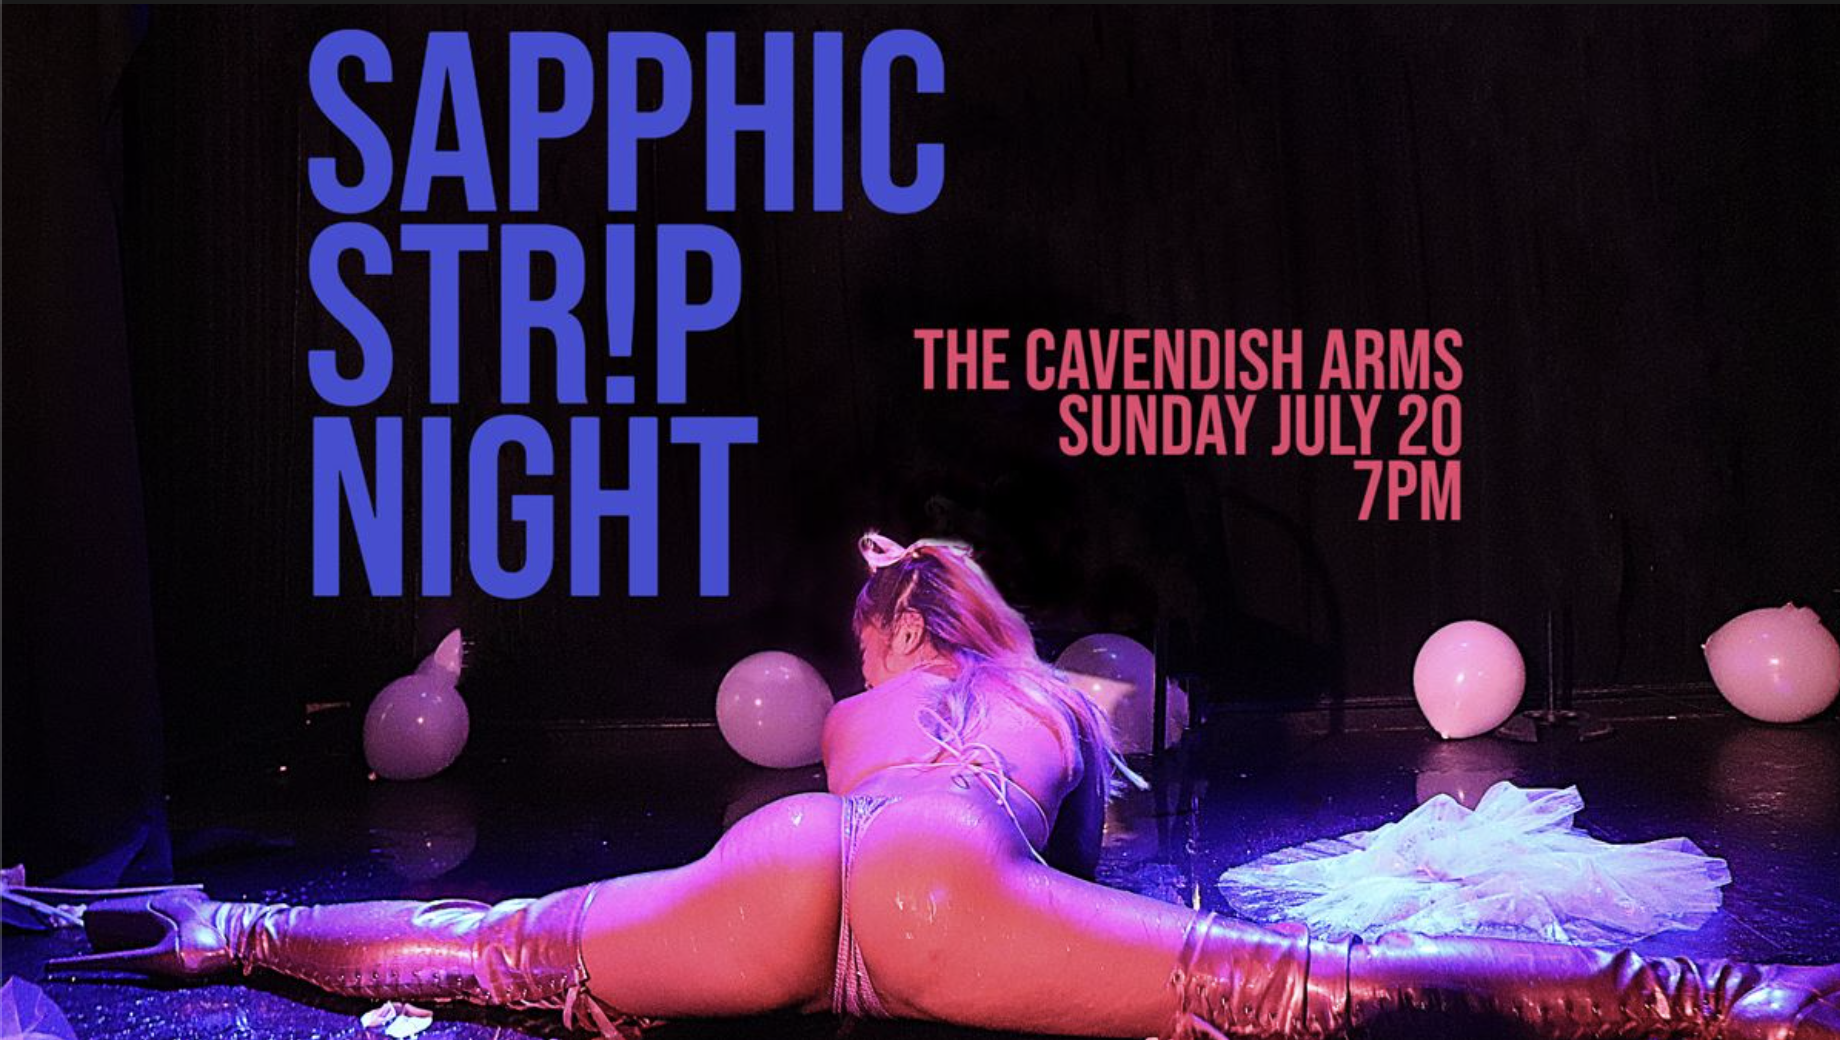 SAPPHIC
STR!P
NIGHT
THE CAVENDISH ARMS
SUNDAY JULY 20
7PM